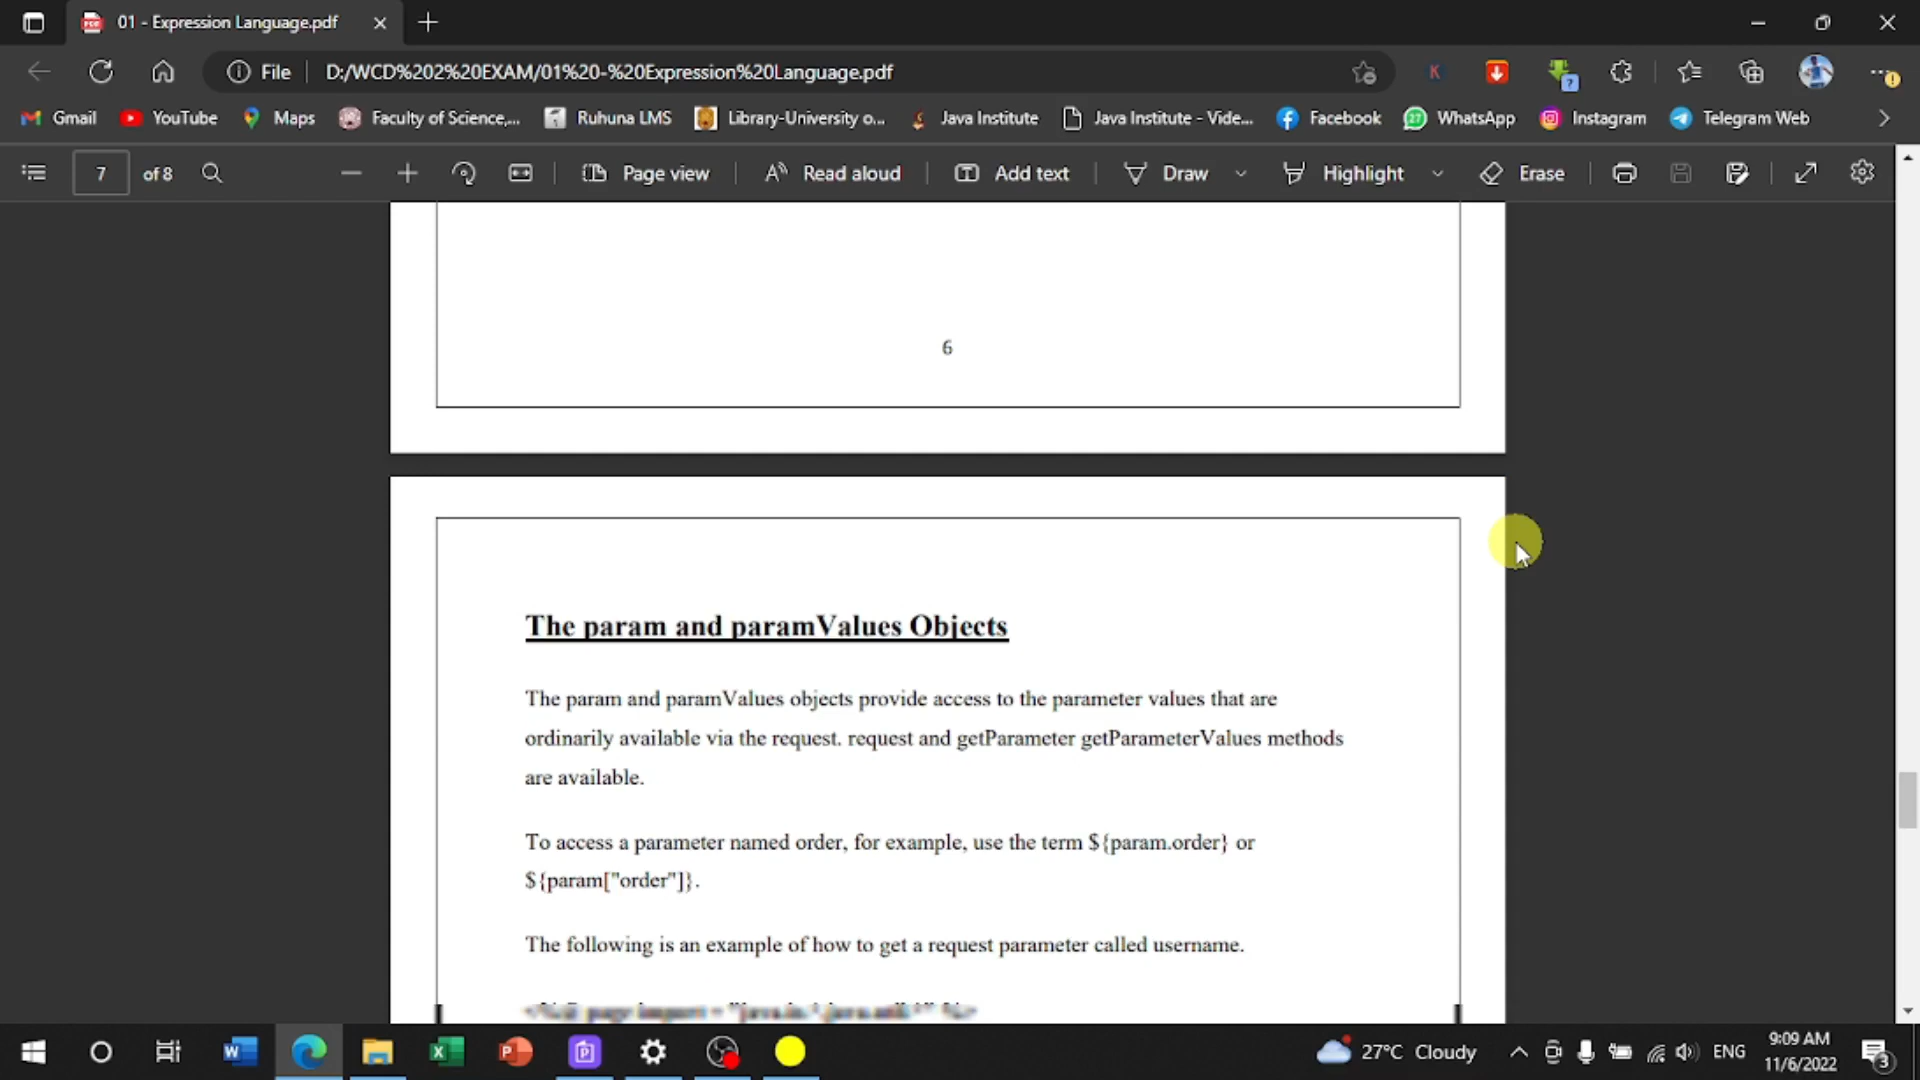 01 - Expression Language.pdf
File
D:/WCD%202%20EXAM/01%20-%20Expression%20Language.pdf
K
?
Gmail
YouTube
Maps
Faculty of Science,...
Ruhuna LMS
Library-University o...
Java Institute
Java Institute - Vide...
27
Facebook
WhatsApp
Instagram
Telegram Web
7
of 8
Page view
Read aloud
Add text
Draw
Highlight
Erase
6
The param and paramValues Objects
The param and paramValues objects provide access to the parameter values that are
ordinarily available via the request. request and getParameter getParameterValues methods
are available.
To access a parameter named order, for example, use the term ${param.order} or
${param["order"]}.
The following is an example of how to get a request parameter called username.
27°C Cloudy
ENG
9:09 AM
11/6/2022
3